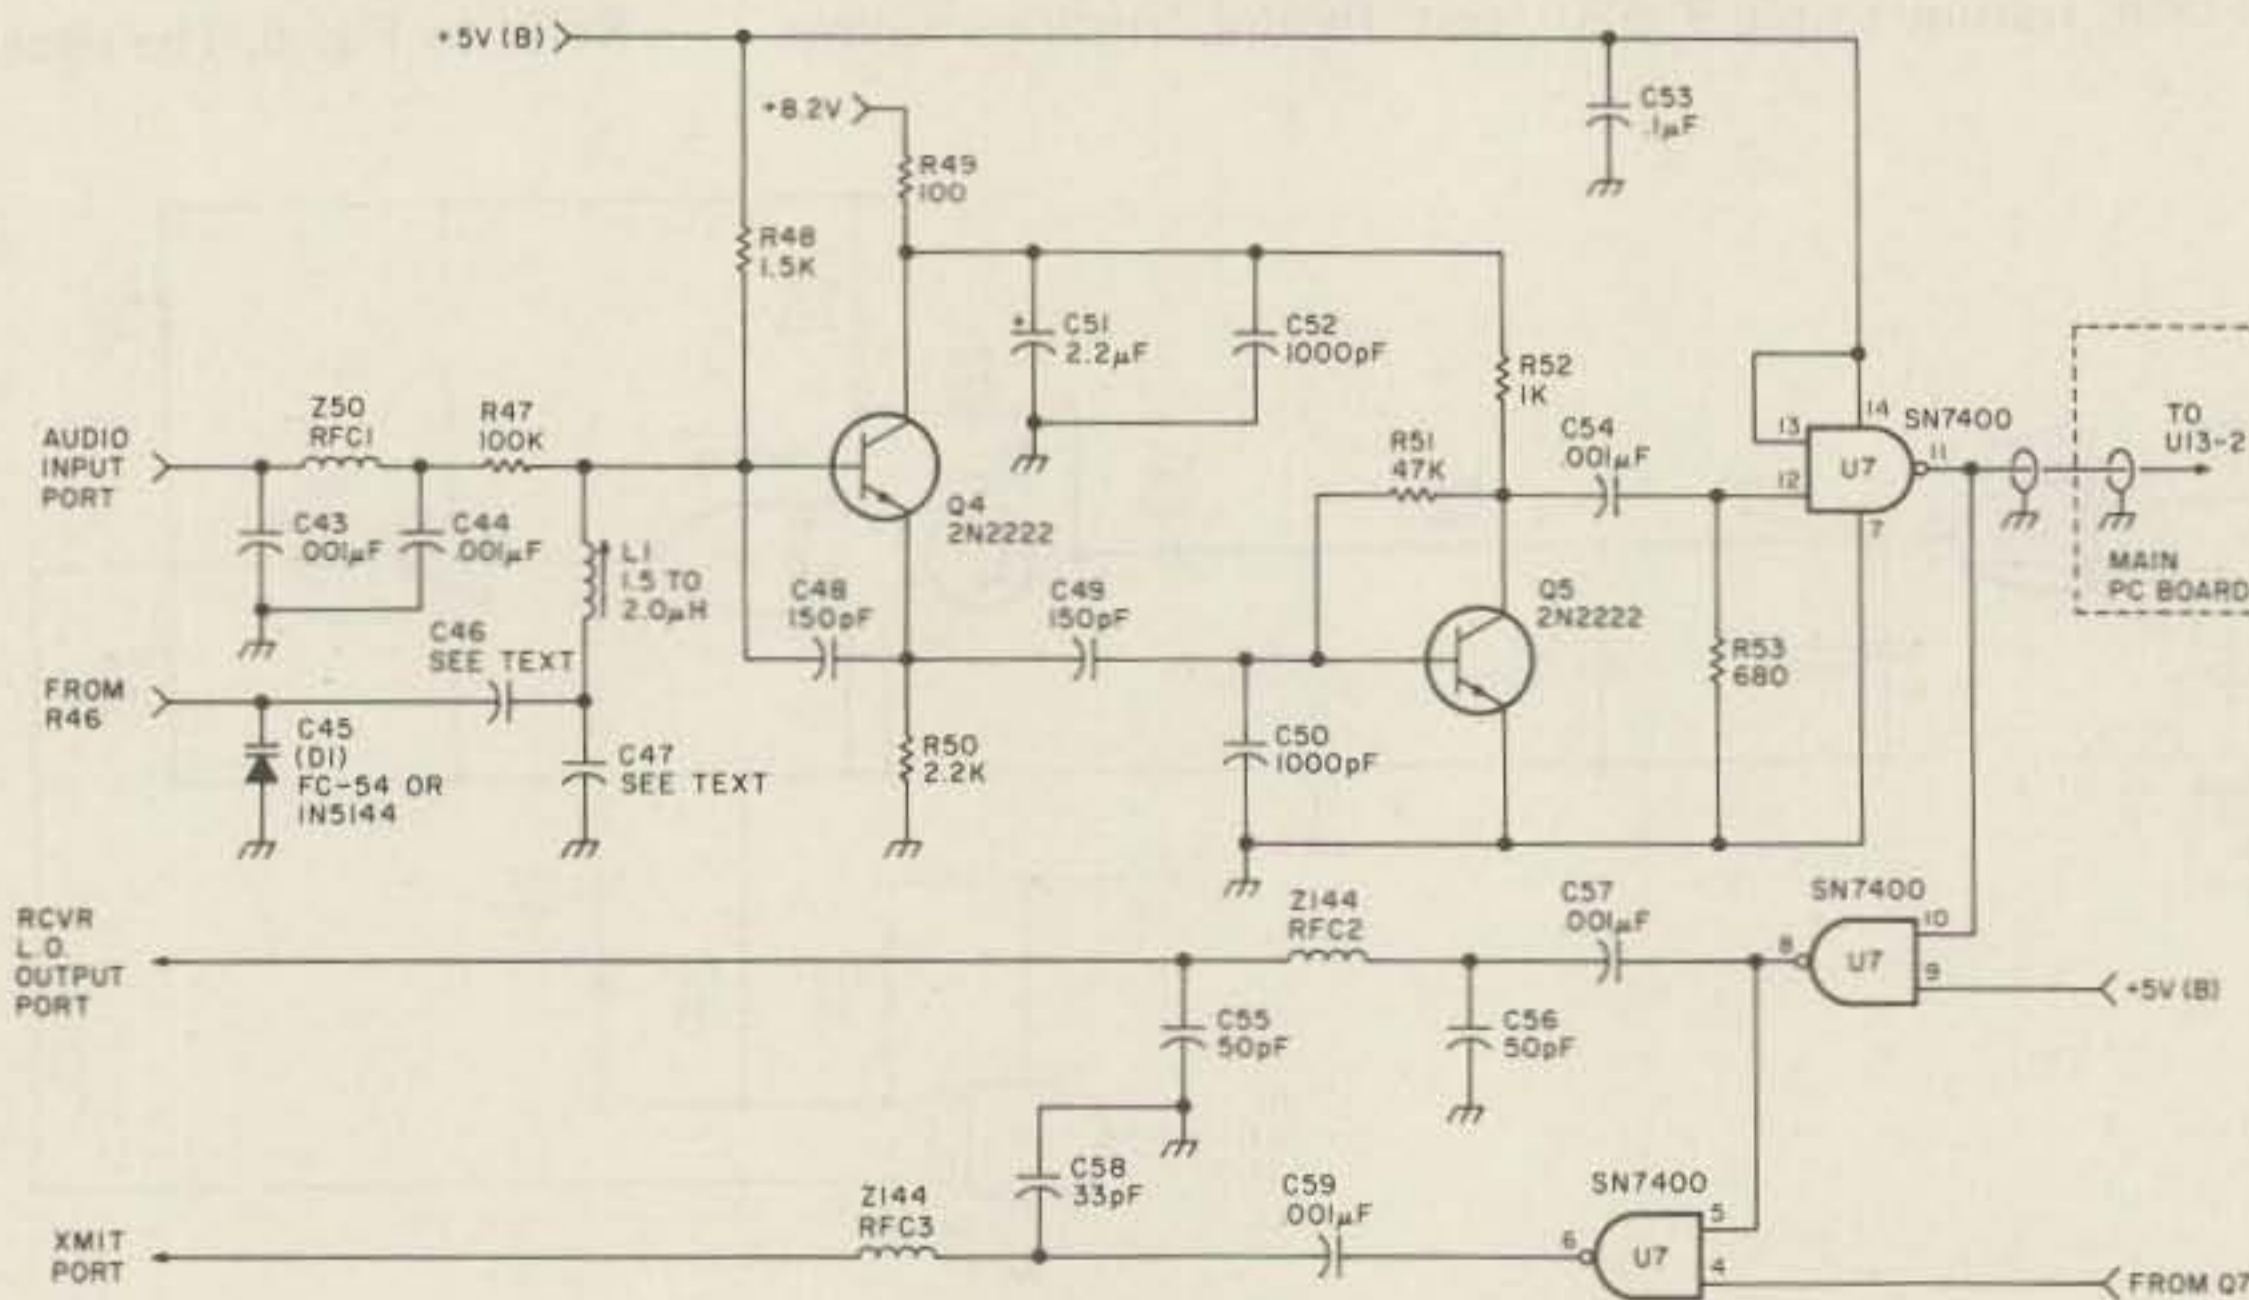 +5V (B)
+8.2V
C53
.1µF
R49
100
R48
1.5K
C51
2.2µF
C52
1000pF
R52
1K
AUDIO
INPUT
PORT
Z50
RFC1
R47
100K
R51
47K
C54
.001µF
13
14
SN7400
12
U7
11
7
TO
U13-2
MAIN
PC BOARD
C43
.001µF
C44
.001µF
L1
1.5 TO
2.0µH
Q4
2N2222
C48
150pF
C49
150pF
Q5
2N2222
R53
680
C46
SEE TEXT
FROM
R46
C45
(D1)
FC-54 OR
1N5144
C47
SEE TEXT
R50
2.2K
C50
1000pF
RCVR
L.O.
OUTPUT
PORT
Z144
RFC2
C57
.001µF
SN7400
8
U7
10
9
+5V (B)
C55
50pF
C56
50pF
C58
33pF
XMIT
PORT
Z144
RFC3
C59
.001µF
SN7400
6
U7
5
4
FROM Q7